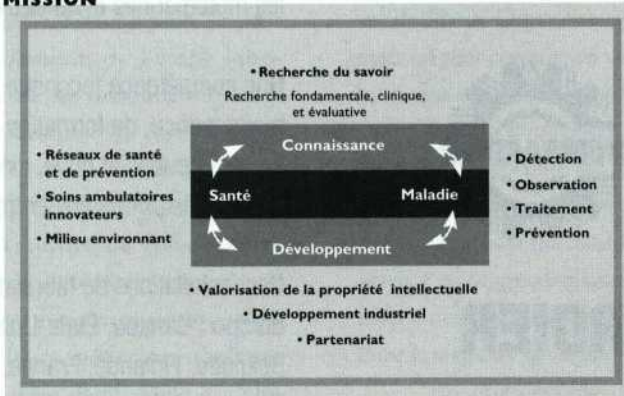 MISSION
• Recherche du savoir
Recherche fondamentale, clinique,
et évaluative
• Réseaux de santé
et de prévention
• Soins ambulatoires
innovateurs
• Milieu environnant
Connaissance
Santé
Maladie
Développement
• Détection
• Observation
• Traitement
• Prévention
• Valorisation de la propriété intellectuelle
• Développement industriel
• Partenariat